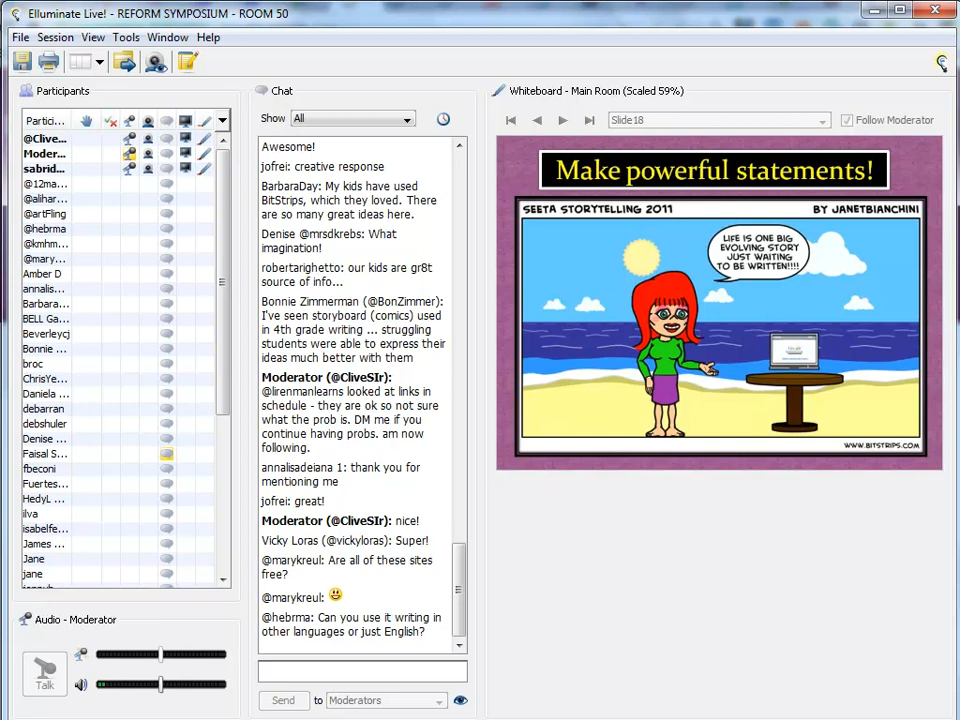 Elluminate Live! - REFORM SYMPOSIUM - ROOM 50
File Session View Tools Window Help
Participants
Partici...
@Clive...
Moder...
sabrid...
@12ma...
@alihar...
@artFling
@hebrma
@kmhm...
@mary...
Amber D
annalis...
Barbara...
BELL Ga...
Beverleycj
Bonnie ...
broc
ChrisYe...
Daniela ...
debarran
debshuler
Denise ...
Faisal S...
fbeconi
Fuertes...
HedyL ...
ilva
isabelfe...
James ...
Jane
jane
Audio - Moderator
Talk
Chat
Show All
Awesome!
jofrei: creative response
BarbaraDay: My kids have used
BitStrips, which they loved. There
are so many great ideas here.
Denise @mrsdkrebs: What
imagination!
robertarighetto: our kids are gr8t
source of info...
Bonnie Zimmerman (@BonZimmer):
I've seen storyboard (comics) used
in 4th grade writing ... struggling
students were able to express their
ideas much better with them
Moderator (@CliveSIr):
@lirenmanlearns looked at links in
schedule - they are ok so not sure
what the prob is. DM me if you
continue having probs. am now
following.
annalisadeiana 1: thank you for
mentioning me
jofrei: great!
Moderator (@CliveSIr): nice!
Vicky Loras (@vickyloras): Super!
@marykreul: Are all of these sites
free?
@marykreul:
@hebrma: Can you use it writing in
other languages or just English?
Send to Moderators
Whiteboard - Main Room (Scaled 59%)
Slide18 Follow Moderator
Make powerful statements!
SEETA STORYTELLING 2011 BY JANETBIANCHINI
LIFE IS ONE BIG
EVOLVING STORY
JUST WAITING
TO BE WRITTEN!!!!
WWW.BITSTRIPS.COM